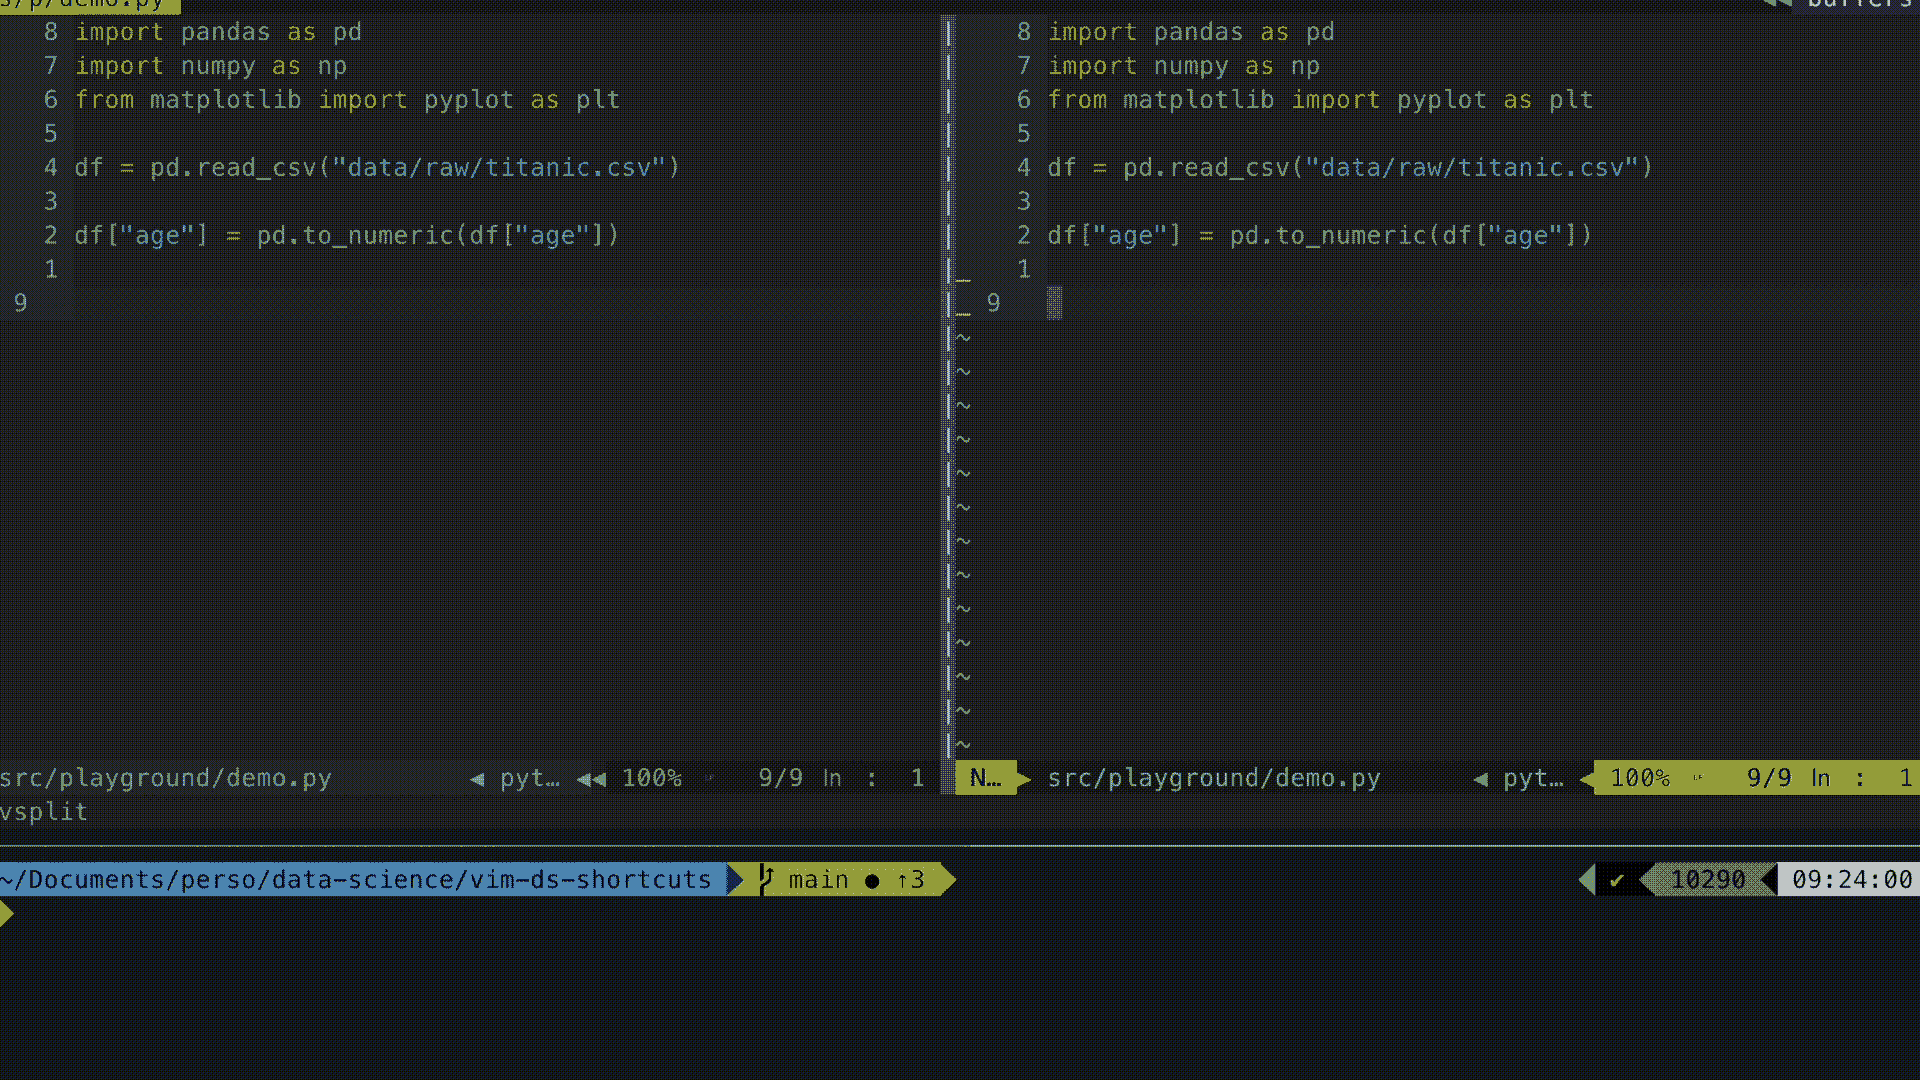 s/p/demo.py
buffers
8 import pandas as pd
7 import numpy as np
6 from matplotlib import pyplot as plt
5
4 df = pd.read_csv("data/raw/titanic.csv")
3
2 df["age"] = pd.to_numeric(df["age"])
1
9
8 import pandas as pd
7 import numpy as np
6 from matplotlib import pyplot as plt
5
4 df = pd.read_csv("data/raw/titanic.csv")
3
2 df["age"] = pd.to_numeric(df["age"])
1
9
~
~
~
~
~
~
~
~
~
~
~
~
~
src/playground/demo.py pyt… 100% 9/9 ln : 1
N… src/playground/demo.py pyt… 100% 9/9 ln : 1
vsplit
~/Documents/perso/data-science/vim-ds-shortcuts main ● ↑3 ✔ 10290 09:24:00